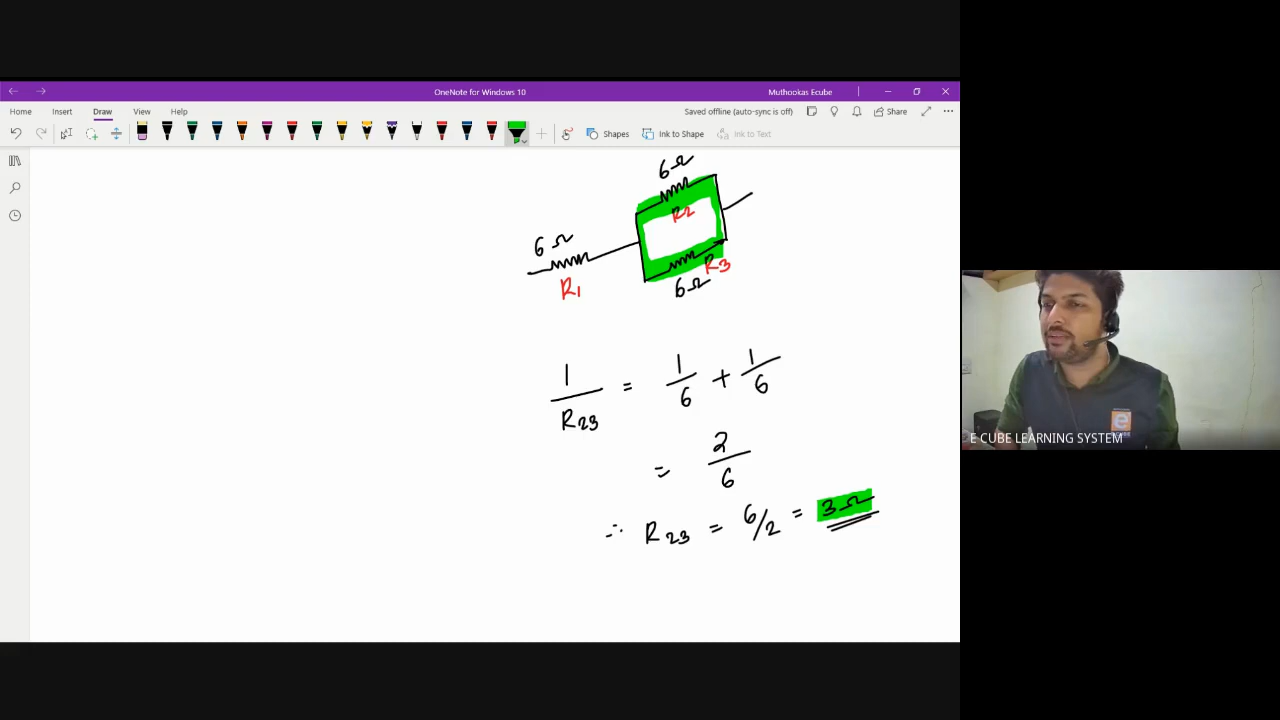 OneNote for Windows 10
Muthookas Ecube
Home Insert Draw View Help
Saved offline (auto-sync is off)
Share
Shapes
Ink to Shape
Ink to Text
6Ω
R2
6Ω
R1
R3
6Ω
1/R23 = 1/6 + 1/6
= 2/6
∴ R23 = 6/2 = 3Ω
e
E CUBE LEARNING SYSTEM